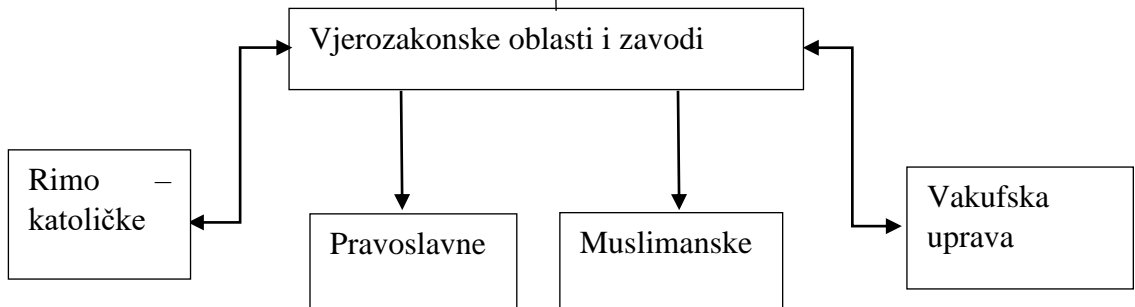 Vjerozakonske oblasti i zavodi
Rimo –
katoličke
Pravoslavne
Muslimanske
Vakufska
uprava